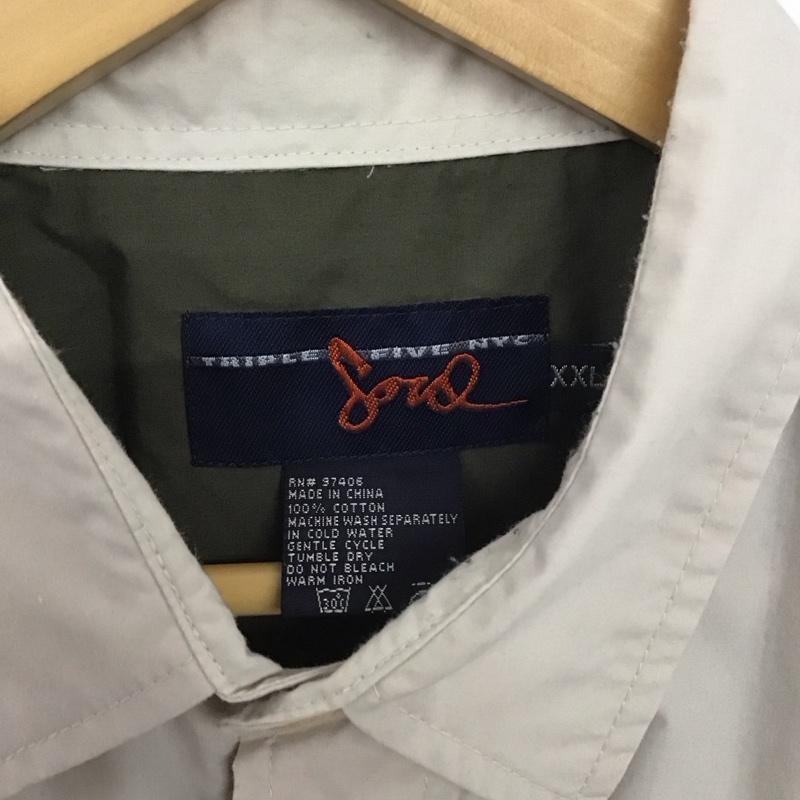 TRIPLE FIVE NYC
Soul
XXL
RN# 97406
MADE IN CHINA
100% COTTON
MACHINE WASH SEPARATELY
IN COLD WATER
GENTLE CYCLE
TUMBLE DRY
DO NOT BLEACH
WARM IRON
30